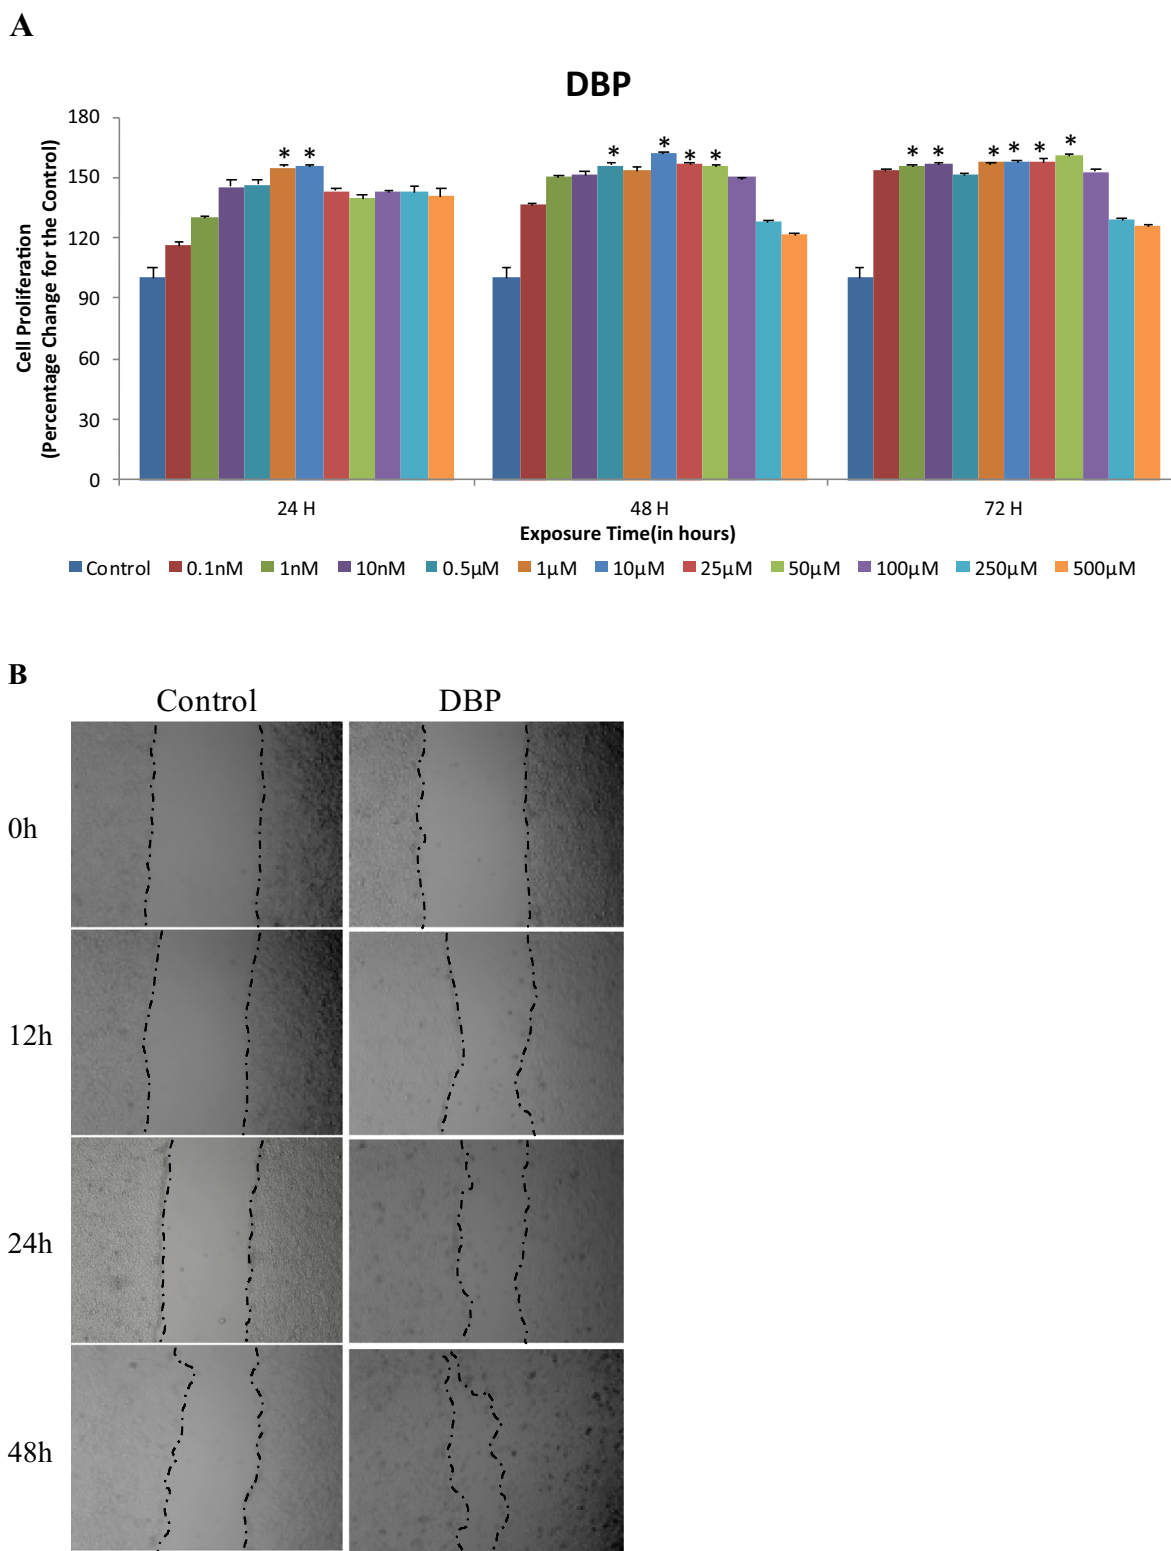 A
DBP
180
150
120
90
60
30
0
Cell Proliferation
(Percentage Change for the Control)
* * * * * * * * * * * *
24 H 48 H 72 H
Exposure Time(in hours)
Control 0.1nM 1nM 10nM 0.5µM 1µM 10µM 25µM 50µM 100µM 250µM 500µM
B
Control DBP
0h
12h
24h
48h